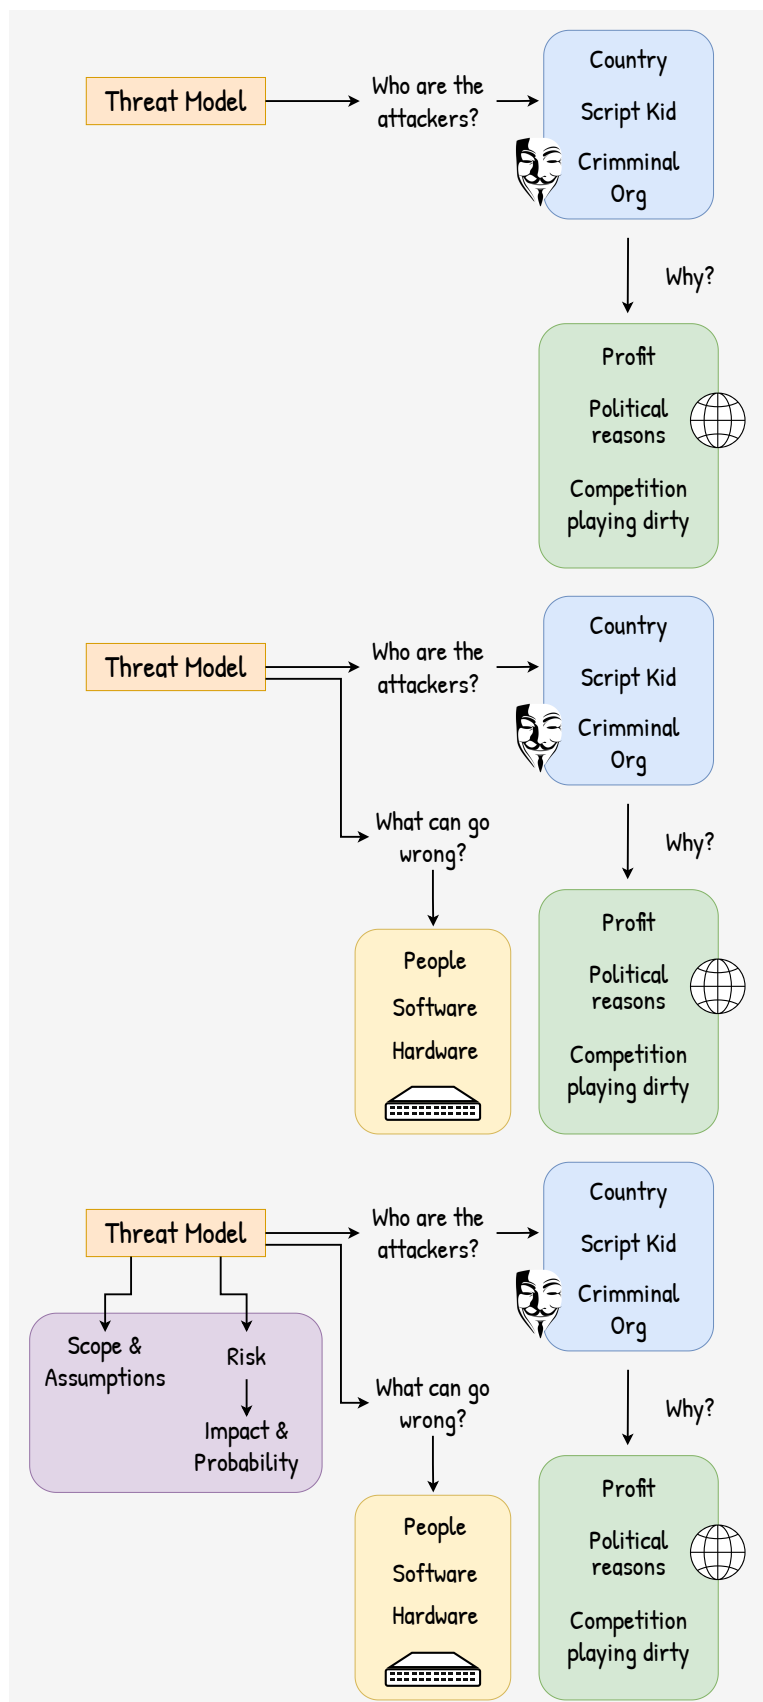 Threat Model
Who are the
attackers?
Country
Script Kid
Crimminal
Org
Why?
Profit
Political
reasons
Competition
playing dirty
Threat Model
Who are the
attackers?
Country
Script Kid
Crimminal
Org
What can go
wrong?
Why?
People
Software
Hardware
Profit
Political
reasons
Competition
playing dirty
Threat Model
Who are the
attackers?
Country
Script Kid
Crimminal
Org
Scope &
Assumptions
Risk
Impact &
Probability
What can go
wrong?
Why?
People
Software
Hardware
Profit
Political
reasons
Competition
playing dirty